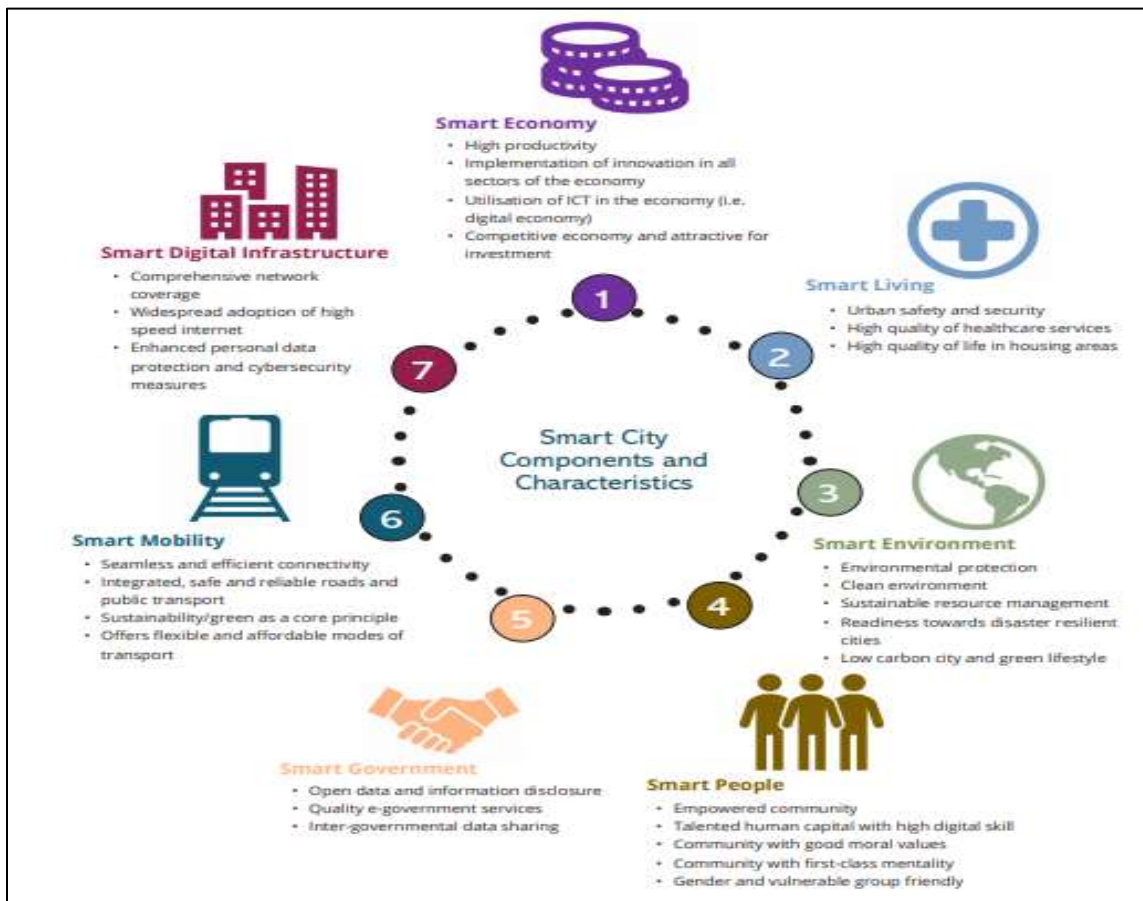 Smart Economy
• High productivity
• Implementation of innovation in all
sectors of the economy
• Utilisation of ICT in the economy (i.e.
digital economy)
• Competitive economy and attractive for
investment
Smart Living
• Urban safety and security
• High quality of healthcare services
• High quality of life in housing areas
Smart Environment
• Environmental protection
• Clean environment
• Sustainable resource management
• Readiness towards disaster resilient
cities
• Low carbon city and green lifestyle
Smart People
• Empowered community
• Talented human capital with high digital skill
• Community with good moral values
• Community with first-class mentality
• Gender and vulnerable group friendly
Smart Government
• Open data and information disclosure
• Quality e-government services
• Inter-governmental data sharing
Smart Mobility
• Seamless and efficient connectivity
• Integrated, safe and reliable roads and
public transport
• Sustainability/green as a core principle
• Offers flexible and affordable modes of
transport
Smart Digital Infrastructure
• Comprehensive network
coverage
• Widespread adoption of high
speed internet
• Enhanced personal data
protection and cybersecurity
measures
1
2
3
4
5
6
7
Smart City
Components and
Characteristics